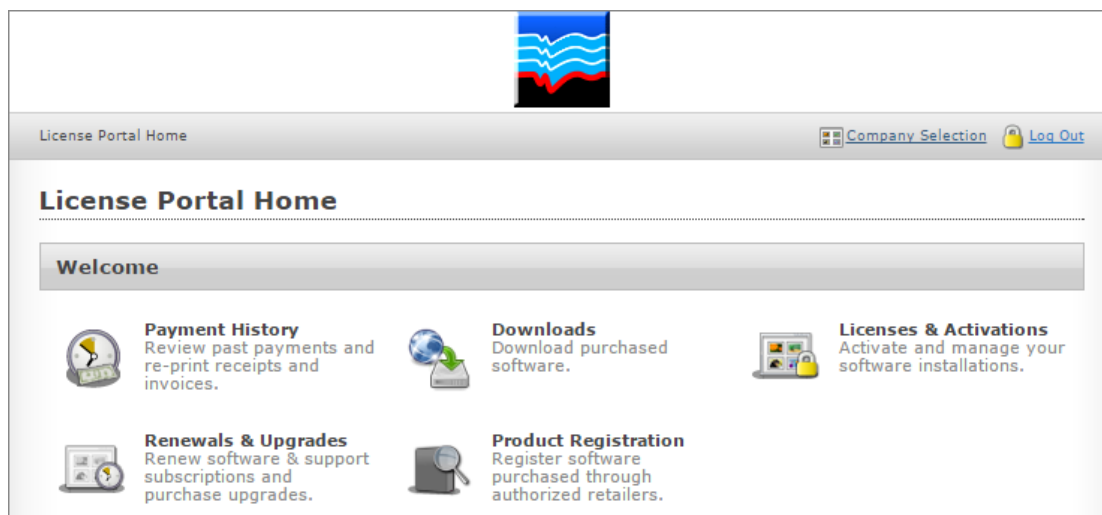 License Portal Home
Company Selection
Log Out
License Portal Home
Welcome
Payment History
Review past payments and
re-print receipts and
invoices.
Downloads
Download purchased
software.
Licenses & Activations
Activate and manage your
software installations.
Renewals & Upgrades
Renew software & support
subscriptions and
purchase upgrades.
Product Registration
Register software
purchased through
authorized retailers.